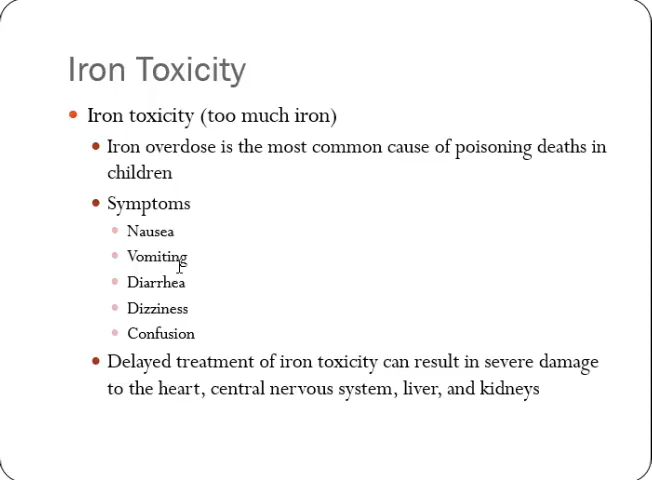 Iron Toxicity
Iron toxicity (too much iron)
Iron overdose is the most common cause of poisoning deaths in
children
Symptoms
Nausea
Vomiting
Diarrhea
Dizziness
Confusion
Delayed treatment of iron toxicity can result in severe damage
to the heart, central nervous system, liver, and kidneys